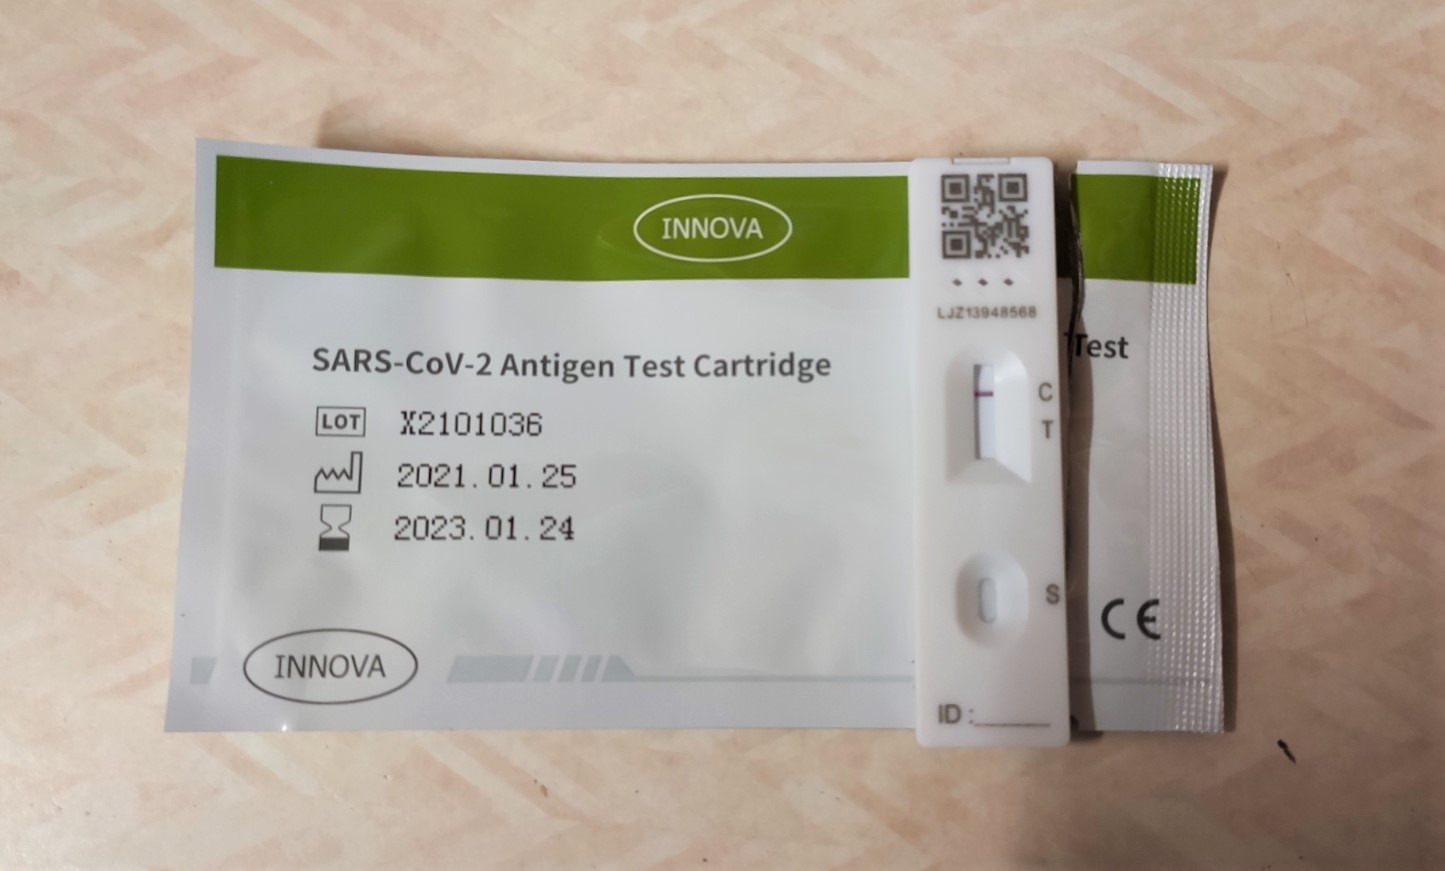 INNOVA
LJZ13948568
SARS-CoV-2 Antigen Test Cartridge
Test
LOT X2101036
2021.01.25
2023.01.24
C
T
S
CE
INNOVA
ID :